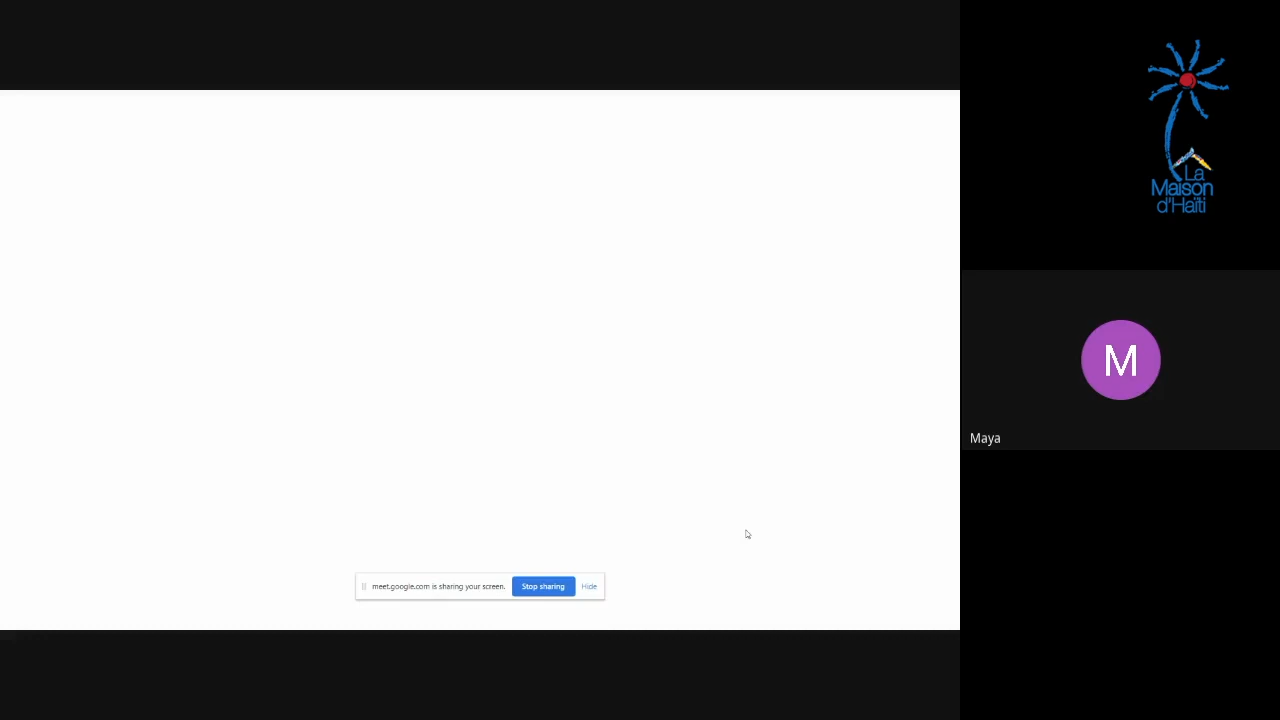 La
Maison
d'Haïti
M
Maya
meet.google.com is sharing your screen. Stop sharing Hide